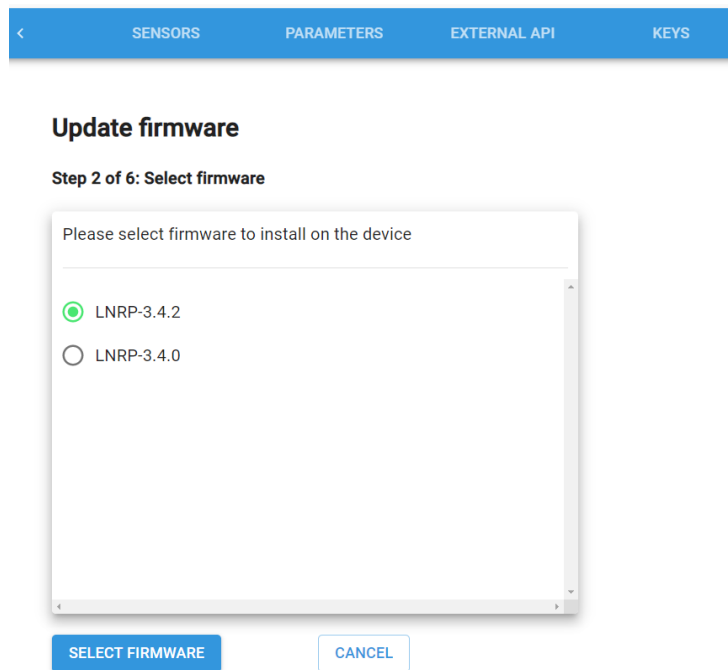 SENSORS PARAMETERS EXTERNAL API KEYS
Update firmware
Step 2 of 6: Select firmware
Please select firmware to install on the device
LNRP-3.4.2
LNRP-3.4.0
SELECT FIRMWARE CANCEL